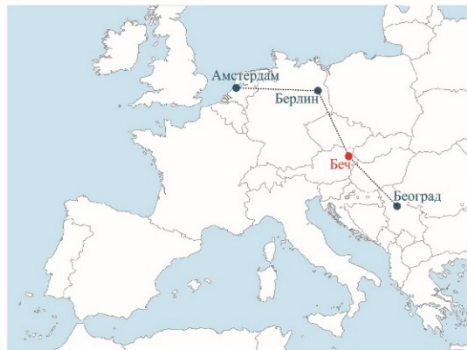 Амстердам
Берлин
Беч
Београд